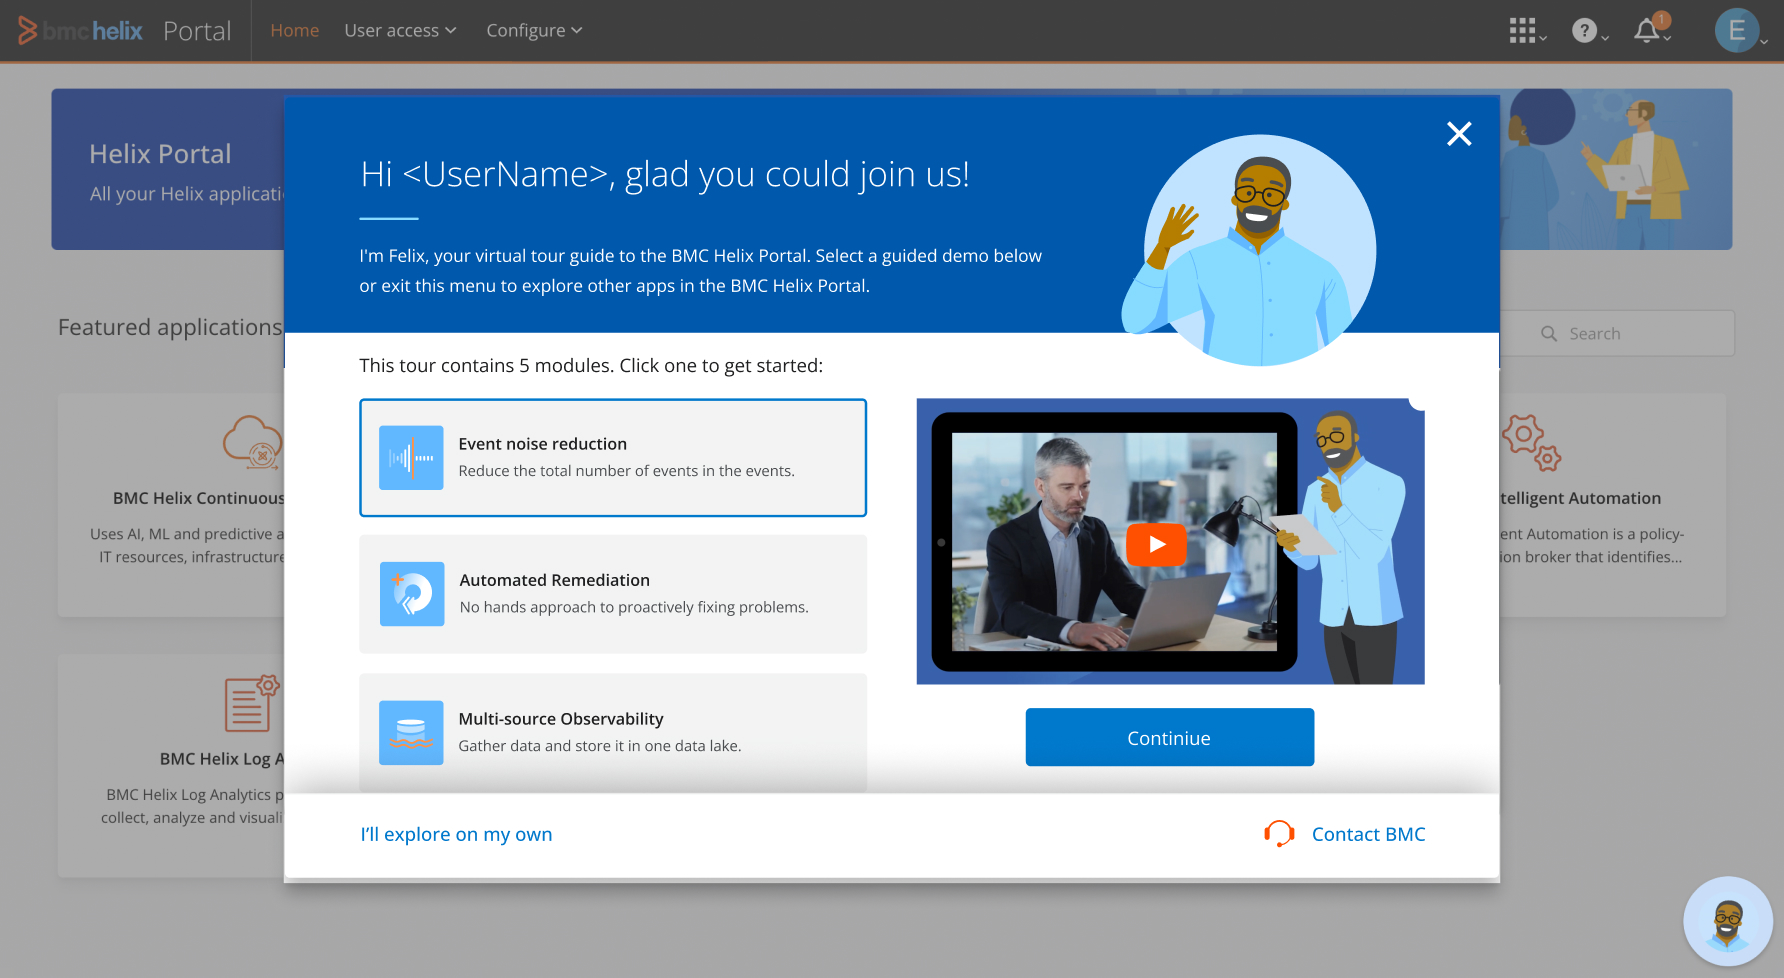 bmchelix Portal Home User access Configure ? 1 E
Helix Portal
All your Helix applicati
Hi <UserName>, glad you could join us!
I'm Felix, your virtual tour guide to the BMC Helix Portal. Select a guided demo below
or exit this menu to explore other apps in the BMC Helix Portal.
Featured applications
Search
This tour contains 5 modules. Click one to get started:
Event noise reduction
Reduce the total number of events in the events.
Automated Remediation
No hands approach to proactively fixing problems.
Multi-source Observability
Gather data and store it in one data lake.
Continiue
BMC Helix Continuous
Uses AI, ML and predictive a
IT resources, infrastructure
telligent Automation
ent Automation is a policy-
ion broker that identifies...
BMC Helix Log A
BMC Helix Log Analytics p
collect, analyze and visuali
I'll explore on my own
Contact BMC